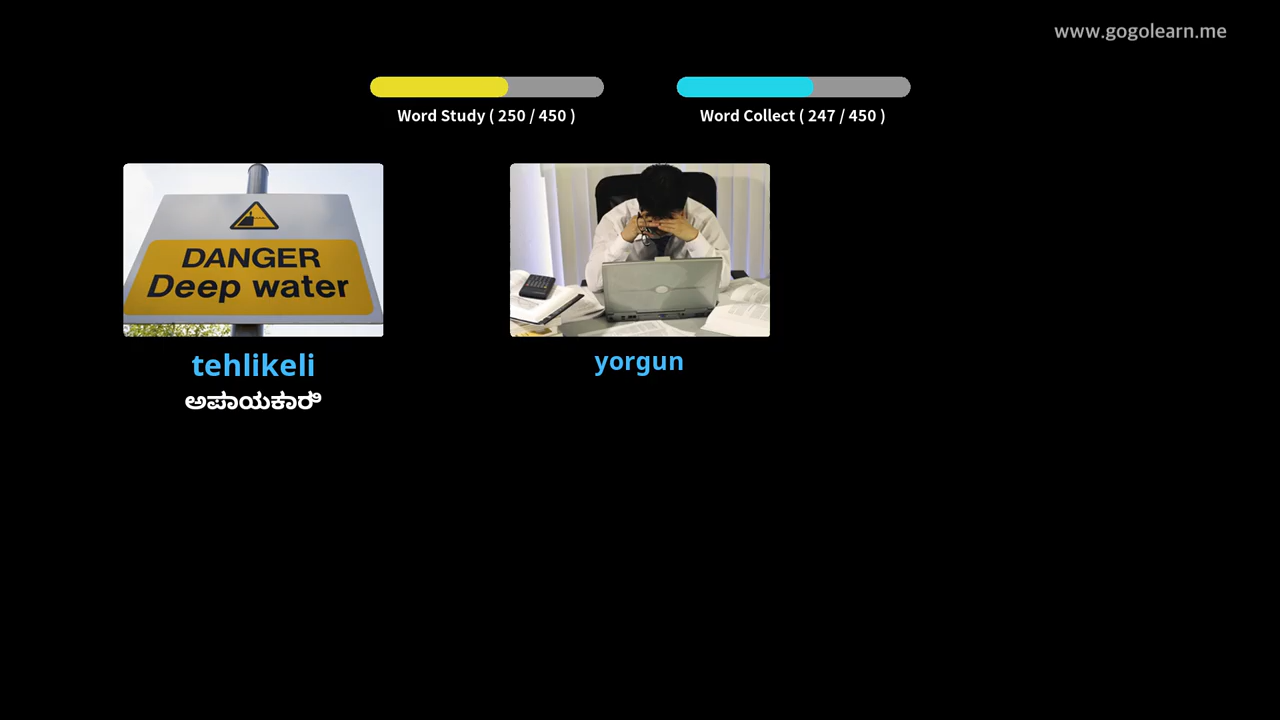 www.gogolearn.me
Word Study ( 250 / 450 )
Word Collect ( 247 / 450 )
DANGER
Deep water
tehlikeli
ಅಪಾಯಕಾರಿ
yorgun